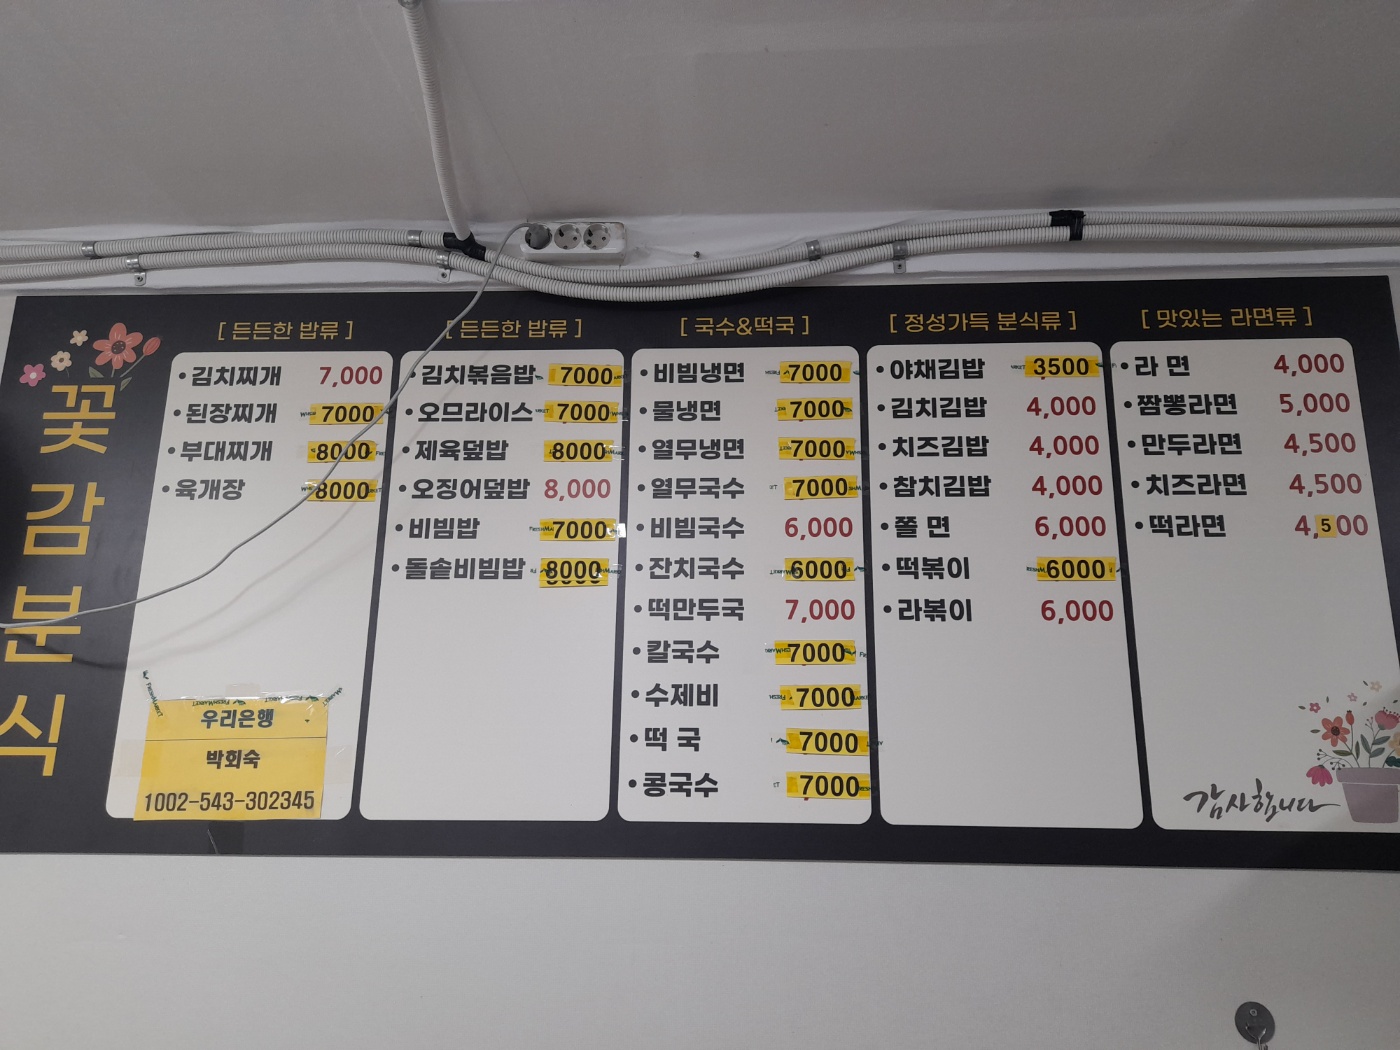 꽃감분식
[ 든든한 밥류 ]
• 김치찌개 7,000
• 된장찌개 7000
• 부대찌개 8000
• 육개장 8000
FRESHMARKET FRESHMARKET
우리은행
박회숙
1002-543-302345
[ 든든한 밥류 ]
• 김치볶음밥 7000
• 오므라이스 7000
• 제육덮밥 8000
• 오징어덮밥 8,000
• 비빔밥 7000
• 돌솥비빔밥 8000
[ 국수&떡국 ]
• 비빔냉면 7000
• 물냉면 7000
• 열무냉면 7000
• 열무국수 7000
• 비빔국수 6,000
• 잔치국수 6000
• 떡만두국 7,000
• 칼국수 7000
• 수제비 7000
• 떡 국 7000
• 콩국수 7000
[ 정성가득 분식류 ]
• 야채김밥 3500
• 김치김밥 4,000
• 치즈김밥 4,000
• 참치김밥 4,000
• 쫄 면 6,000
• 떡볶이 6000
• 라볶이 6,000
[ 맛있는 라면류 ]
• 라 면 4,000
• 짬뽕라면 5,000
• 만두라면 4,500
• 치즈라면 4,500
• 떡라면 4,500
감사합니다